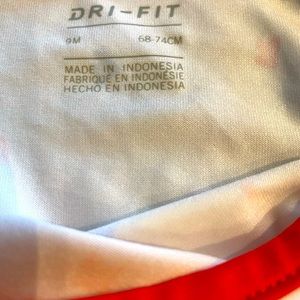 DRI-FIT
9M 68-74CM
MADE IN INDONESIA
FABRIQUÉ EN INDONÉSIE
HECHO EN INDONESIA